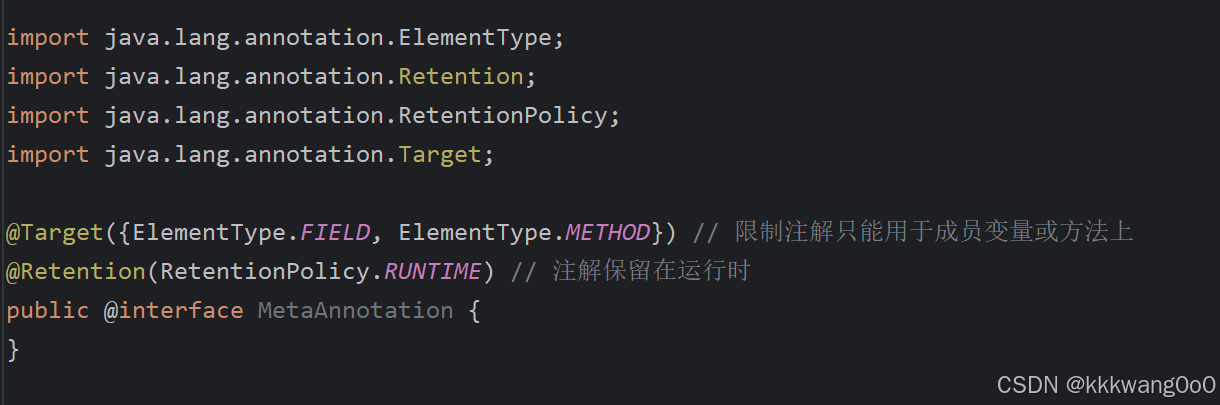 import java.lang.annotation.ElementType;
import java.lang.annotation.Retention;
import java.lang.annotation.RetentionPolicy;
import java.lang.annotation.Target;
@Target({ElementType.FIELD, ElementType.METHOD}) // 限制注解只能用于成员变量或方法上
@Retention(RetentionPolicy.RUNTIME) // 注解保留在运行时
public @interface MetaAnnotation {
}
CSDN @kkkwang0o0